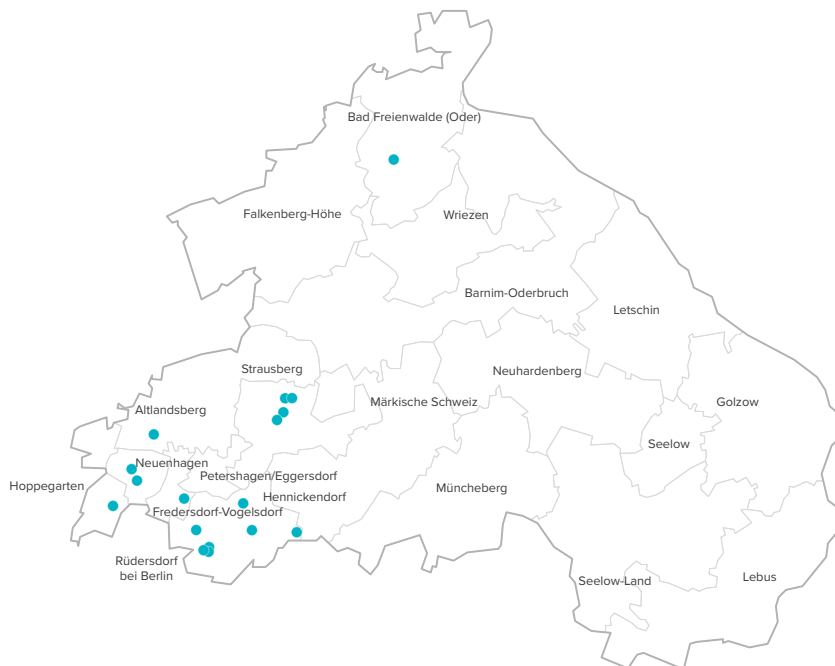 Bad Freienwalde (Oder)
Falkenberg-Höhe
Wriezen
Barnim-Oderbruch
Letschin
Strausberg
Neuhardenberg
Märkische Schweiz
Golzow
Altlandsberg
Seelow
Neuenhagen
Petershagen/Eggersdorf
Hoppegarten
Müncheberg
Hennickendorf
Fredersdorf-Vogelsdorf
Rüdersdorf
bei Berlin
Seelow-Land
Lebus